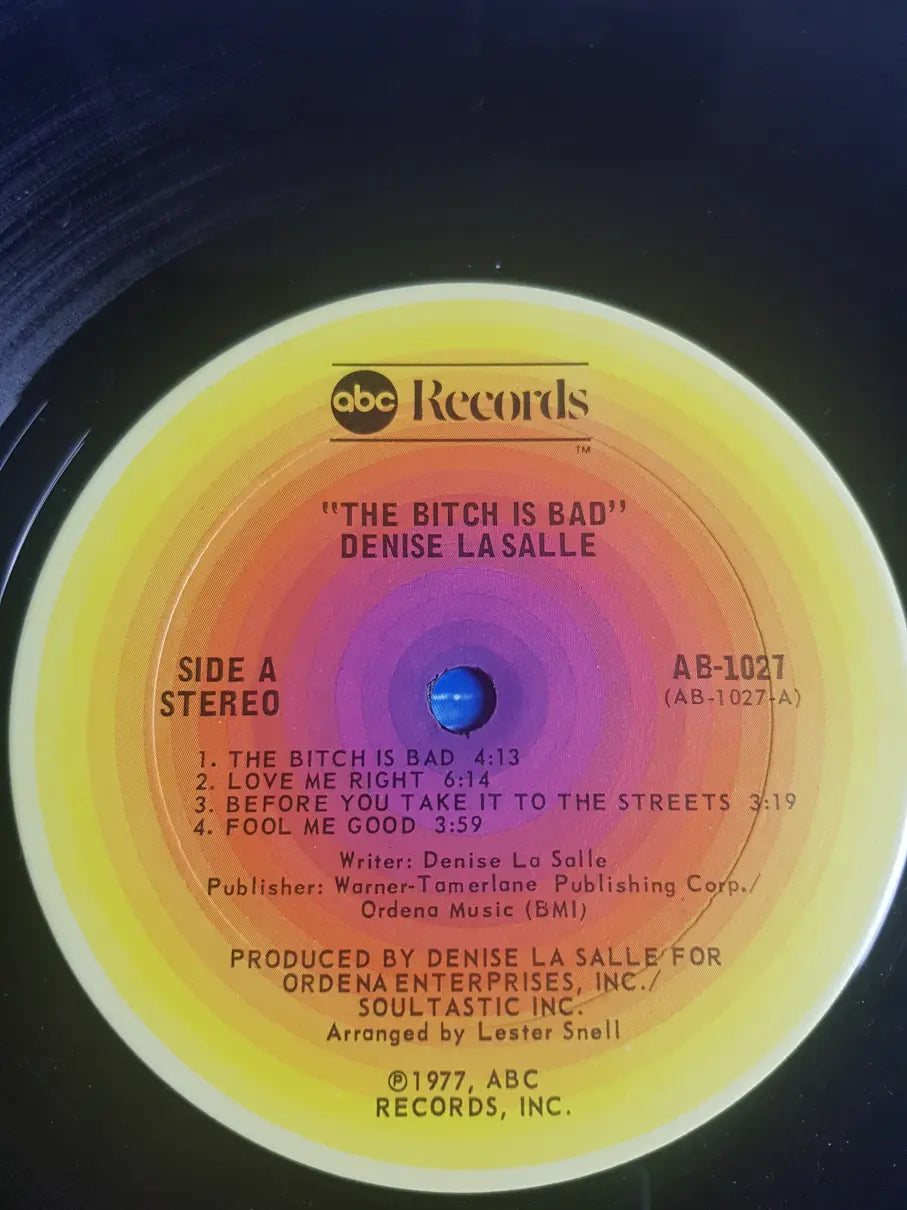 abc Records
TM
"THE BITCH IS BAD"
DENISE LA SALLE
SIDE A
STEREO
AB-1027
(AB-1027-A)
1. THE BITCH IS BAD 4:13
2. LOVE ME RIGHT 6:14
3. BEFORE YOU TAKE IT TO THE STREETS 3:19
4. FOOL ME GOOD 3:59
Writer: Denise La Salle
Publisher: Warner-Tamerlane Publishing Corp./
Ordena Music (BMI)
PRODUCED BY DENISE LA SALLE FOR
ORDENA ENTERPRISES, INC./
SOULTASTIC INC.
Arranged by Lester Snell
℗1977, ABC
RECORDS, INC.